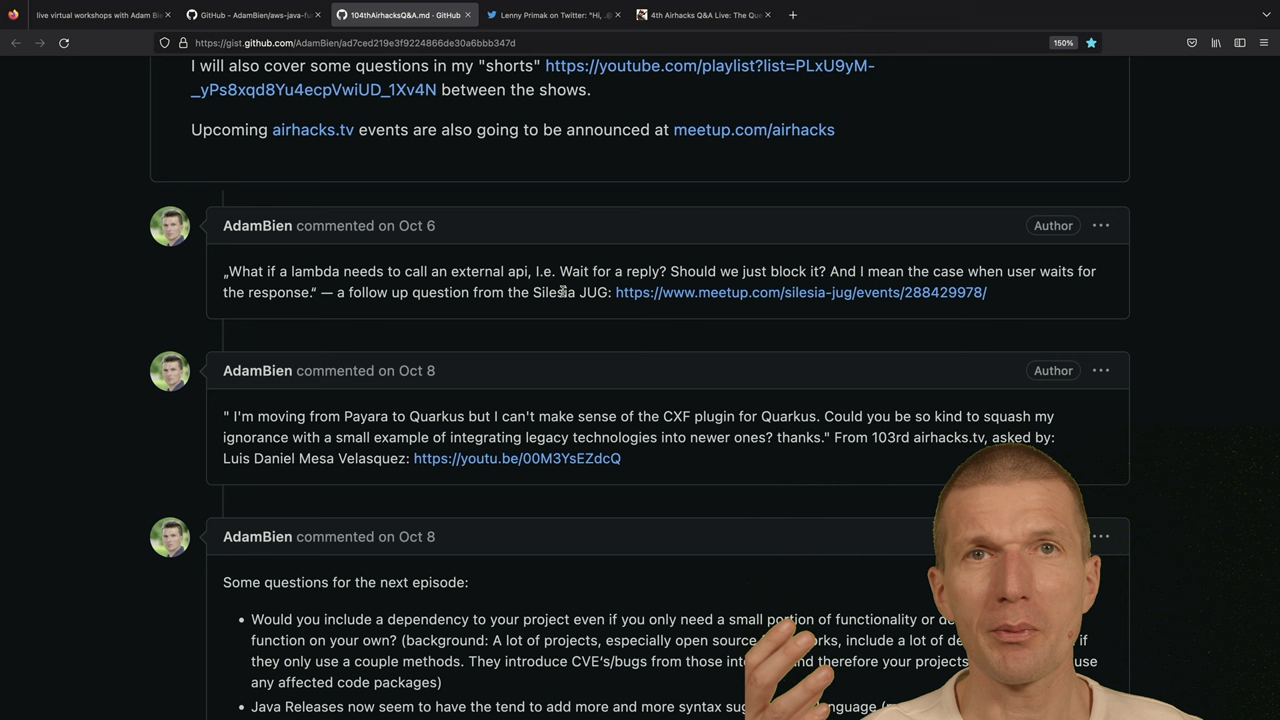 live virtual workshops with Adam Bie
GitHub - AdamBien/aws-java-fu
104thAirhacksQ&A.md · GitHub
Lenny Primak on Twitter: "Hi,
4th Airhacks Q&A Live: The Que
https://gist.github.com/AdamBien/ad7ced219e3f9224866de30a6bbb347d
150%
I will also cover some questions in my "shorts" https://youtube.com/playlist?list=PLxU9yM-
_yPs8xqd8Yu4ecpVwiUD_1Xv4N between the shows.
Upcoming airhacks.tv events are also going to be announced at meetup.com/airhacks
AdamBien commented on Oct 6
Author
„What if a lambda needs to call an external api, I.e. Wait for a reply? Should we just block it? And I mean the case when user waits for
the response.“ — a follow up question from the Silesia JUG: https://www.meetup.com/silesia-jug/events/288429978/
AdamBien commented on Oct 8
Author
" I'm moving from Payara to Quarkus but I can't make sense of the CXF plugin for Quarkus. Could you be so kind to squash my
ignorance with a small example of integrating legacy technologies into newer ones? thanks." From 103rd airhacks.tv, asked by:
Luis Daniel Mesa Velasquez: https://youtu.be/00M3YsEZdcQ
AdamBien commented on Oct 8
Some questions for the next episode:
Would you include a dependency to your project even if you only need a small portion of functionality or
function on your own? (background: A lot of projects, especially open source include a lot of if
they only use a couple methods. They introduce CVE's/bugs from those and therefore your projects use
any affected code packages)
Java Releases now seem to have the tend to add more and more syntax